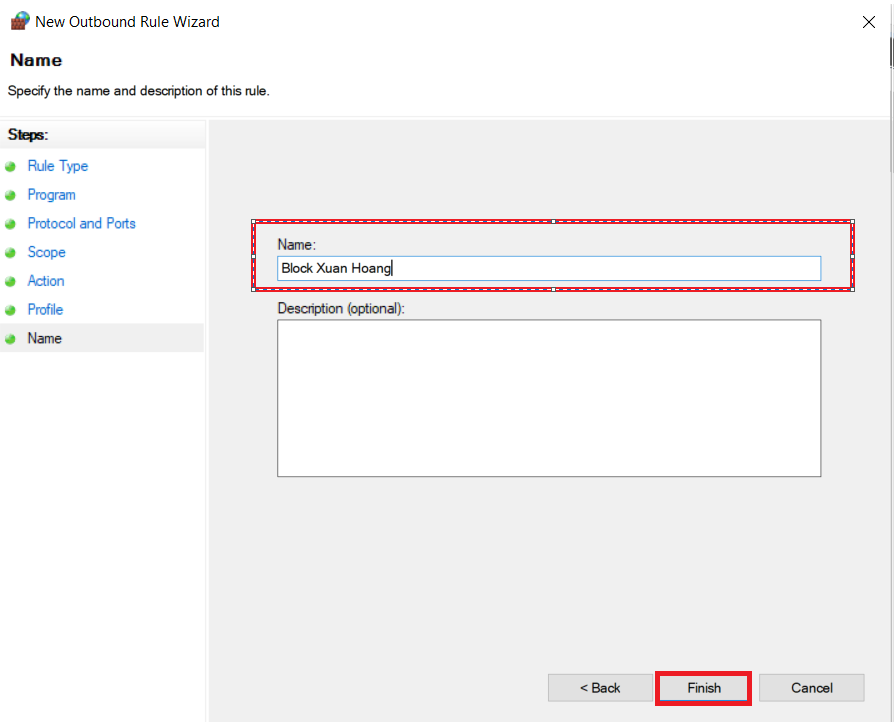 New Outbound Rule Wizard
Name
Specify the name and description of this rule.
Steps:
Rule Type
Program
Protocol and Ports
Scope
Action
Profile
Name
Name:
Block Xuan Hoang
Description (optional):
< Back
Finish
Cancel